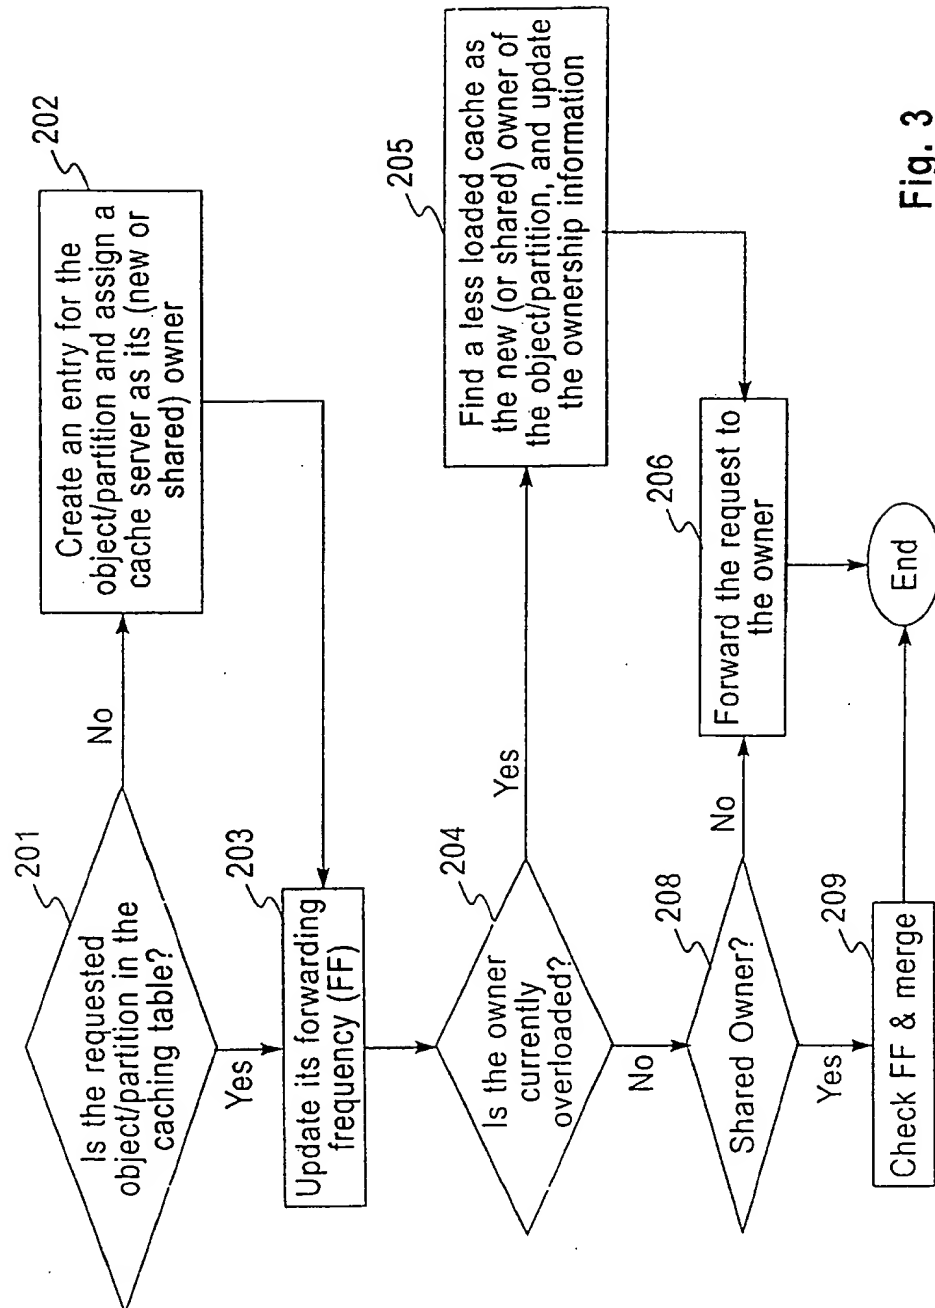 201
Is the requested
object/partition in the
caching table?
No
Yes
202
Create an entry for the
object/partition and assign a
cache server as its (new or
shared) owner
203
Update its forwarding
frequency (FF)
204
Is the owner
currently
overloaded?
Yes
No
205
Find a less loaded cache as
the new (or shared) owner of
the object/partition, and update
the ownership information
208
Shared Owner?
No
Yes
206
Forward the request to
the owner
209
Check FF & merge
End
Fig. 3